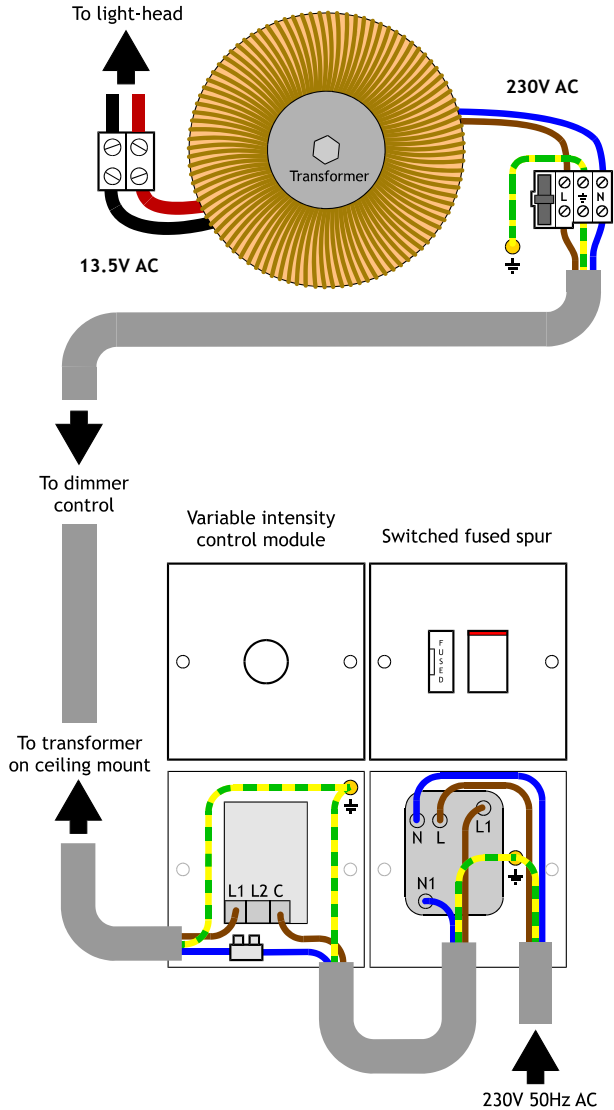 To light-head
230V AC
Transformer
L
N
13.5V AC
To dimmer
control
Variable intensity
control module
Switched fused spur
FUSED
To transformer
on ceiling mount
N L L1
L1 L2 C
N1
230V 50Hz AC